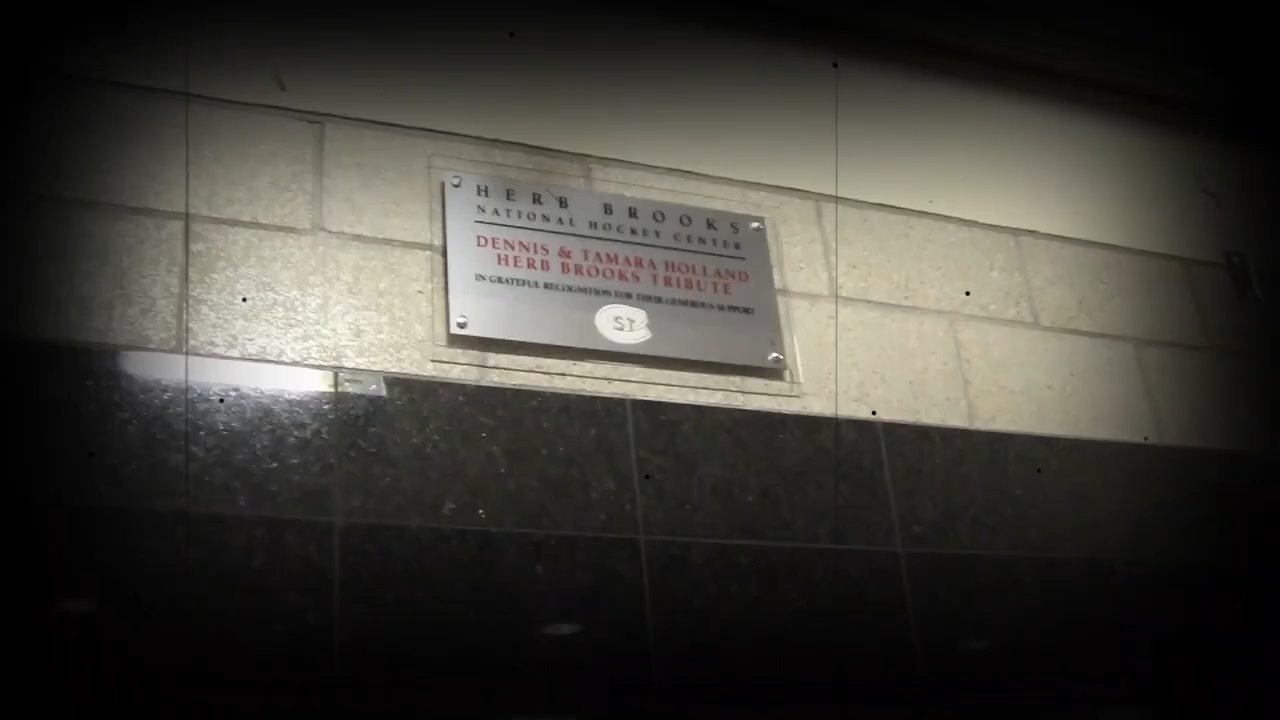 HERB BROOKS
NATIONAL HOCKEY CENTER
DENNIS & TAMARA HOLLAND
HERB BROOKS TRIBUTE
IN GRATEFUL RECOGNITION FOR THEIR GENEROUS SUPPORT
ST